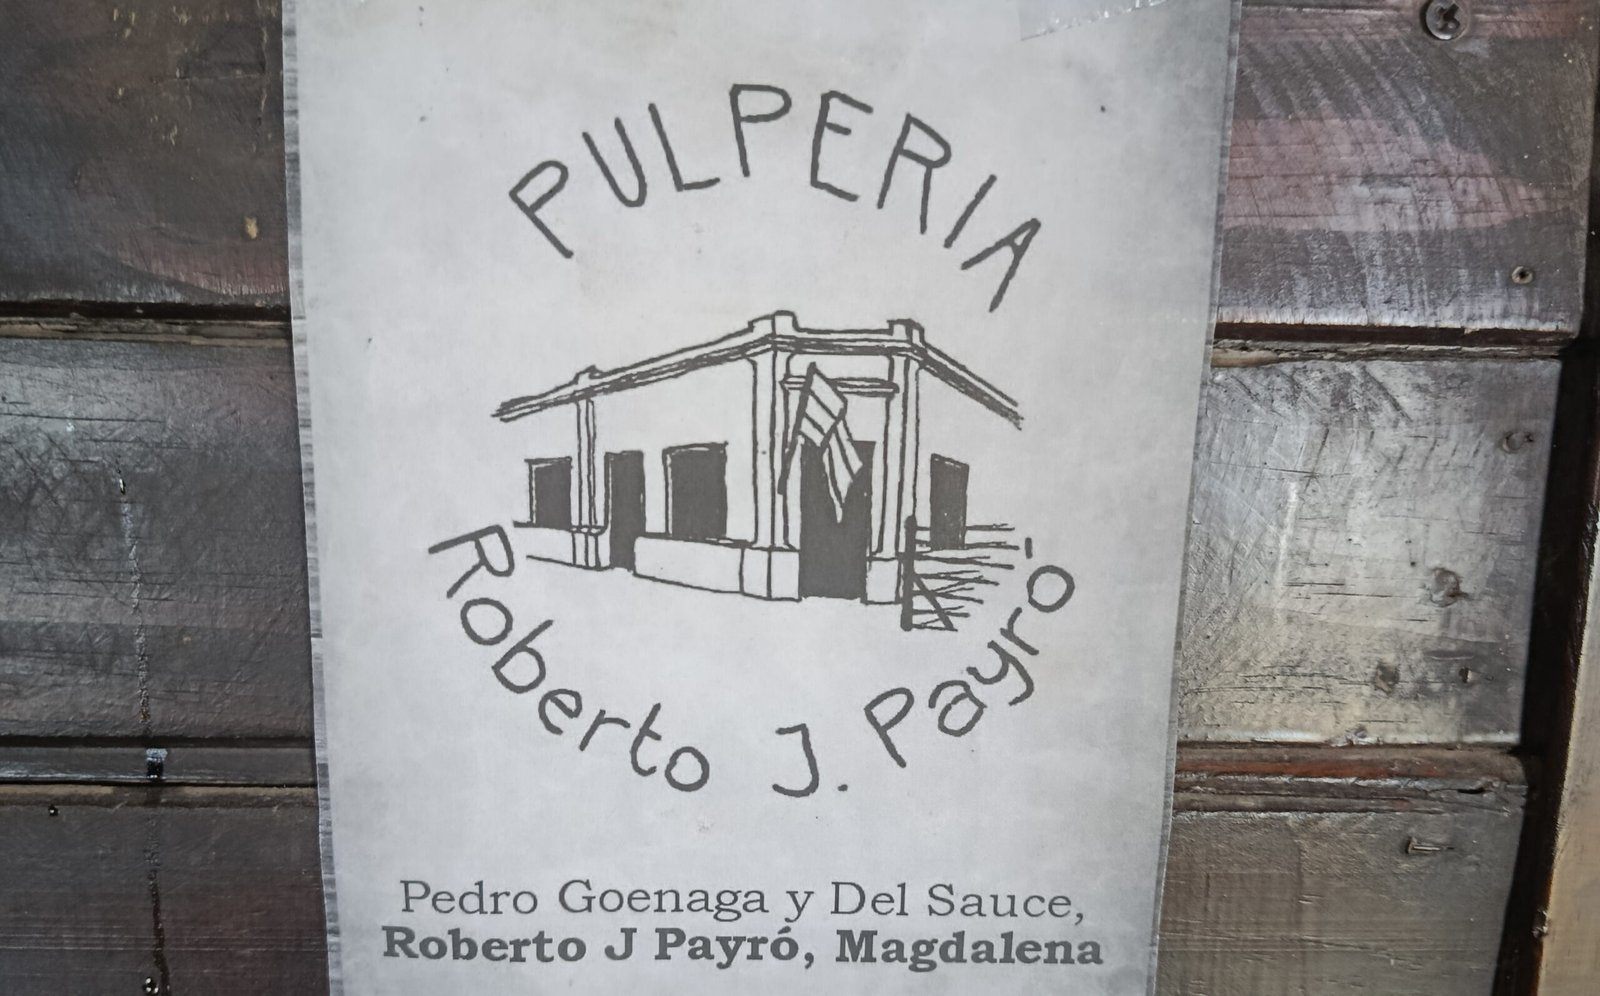 PULPERIA
Roberto J. Payró
Pedro Goenaga y Del Sauce,
Roberto J Payró, Magdalena